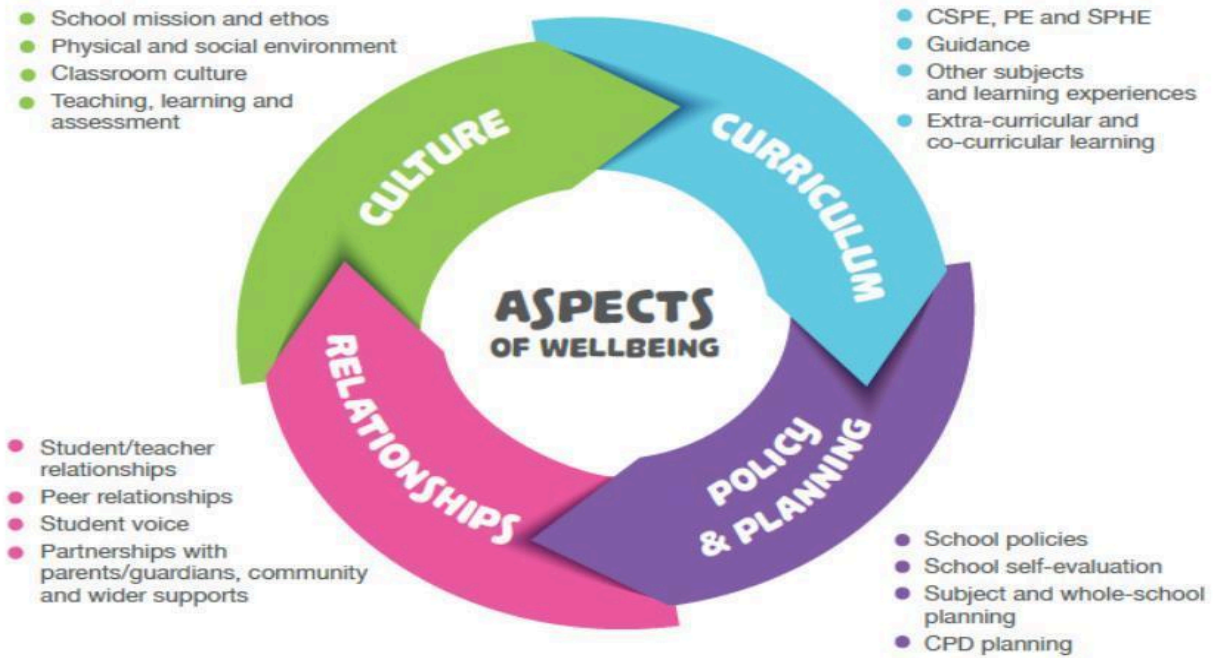 School mission and ethos
Physical and social environment
Classroom culture
Teaching, learning and
assessment
CULTURE
CSPE, PE and SPHE
Guidance
Other subjects
and learning experiences
Extra-curricular and
co-curricular learning
CURRICULUM
ASPECTS
OF WELLBEING
RELATIONSHIPS
Student/teacher
relationships
Peer relationships
Student voice
Partnerships with
parents/guardians, community
and wider supports
POLICY
& PLANNING
School policies
School self-evaluation
Subject and whole-school
planning
CPD planning